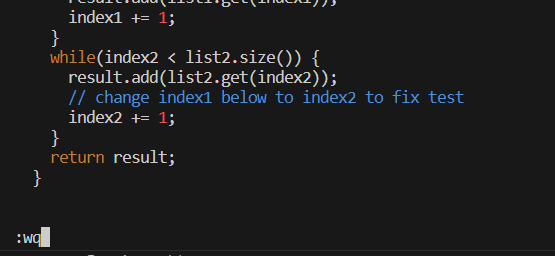 result.add(list1.get(index1));
index1 += 1;
}
while(index2 < list2.size()) {
result.add(list2.get(index2));
// change index1 below to index2 to fix test
index2 += 1;
}
return result;
}
:wq